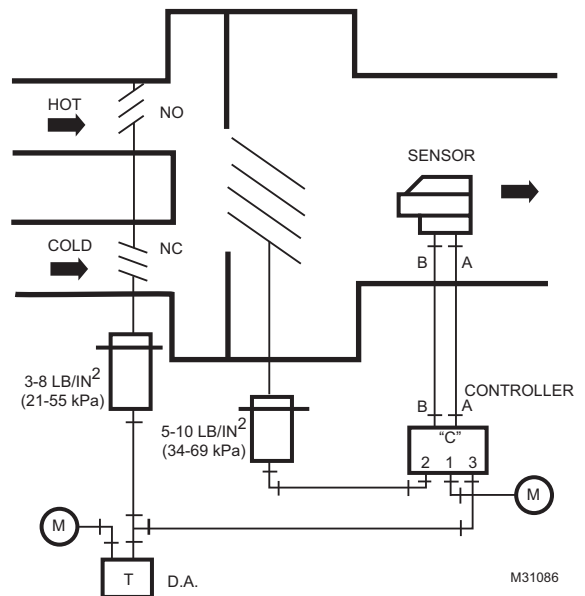 HOT
NO
SENSOR
COLD
NC
B A
3-8 LB/IN²
(21-55 kPa)
CONTROLLER
B A
5-10 LB/IN²
(34-69 kPa)
"C"
2 1 3
M
M
T D.A.
M31086